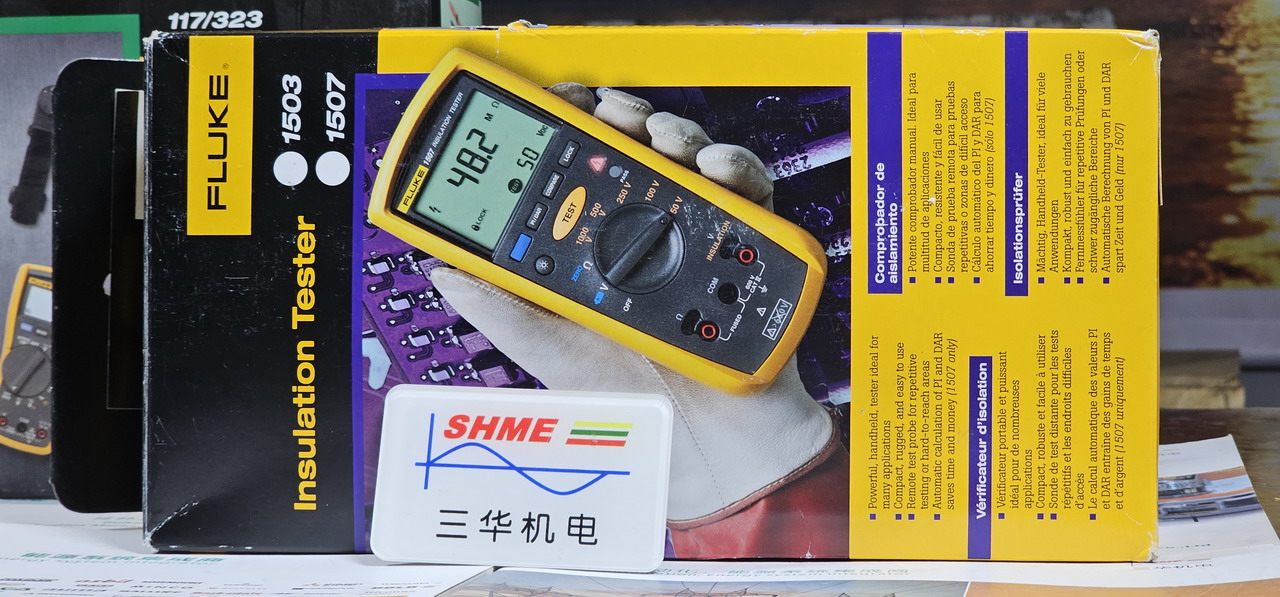 117/323
FLUKE®
1503
1507
Insulation Tester
FLUKE 1507 INSULATION TESTER
48.2 MΩ
50 VDC
LOCK
TEST
LOCK
PASS
1000 V
500 V
250 V
100 V
50 V
ZERO
Ω
V
OFF
INSULATION
COM
FUSED
Comprobador de
aislamiento
Potente comprobador manual. Ideal para
multitud de aplicaciones
Compacto, resistente y fácil de usar
Sonda de prueba remota para pruebas
repetitivas o zonas de difícil acceso
Cálculo automático del PI y DAR para
ahorrar tiempo y dinero (sólo 1507)
Isolationsprüfer
Mächtig, Handheld-Tester, ideal für viele
Anwendungen
Kompakt, robust und einfach zu gebrauchen
Fernmessfühler für repetitive Prüfungen oder
schwer zugängliche Bereiche
Automatische Berechnung von PI und DAR
spart Zeit und Geld (nur 1507)
Powerful, handheld, tester ideal for
many applications
Compact, rugged, and easy to use
Remote test probe for repetitive
testing or hard-to-reach areas
Automatic calculation of PI and DAR
saves time and money (1507 only)
Vérificateur d'isolation
Vérificateur portable et puissant
idéal pour de nombreuses
applications
Compact, robuste et facile à utiliser
Sonde de test distante pour les tests
répétitifs et les endroits difficiles
d'accès
Le calcul automatique des valeurs PI
et DAR entraîne des gains de temps
et d'argent (1507 uniquement)
SHME
三华机电